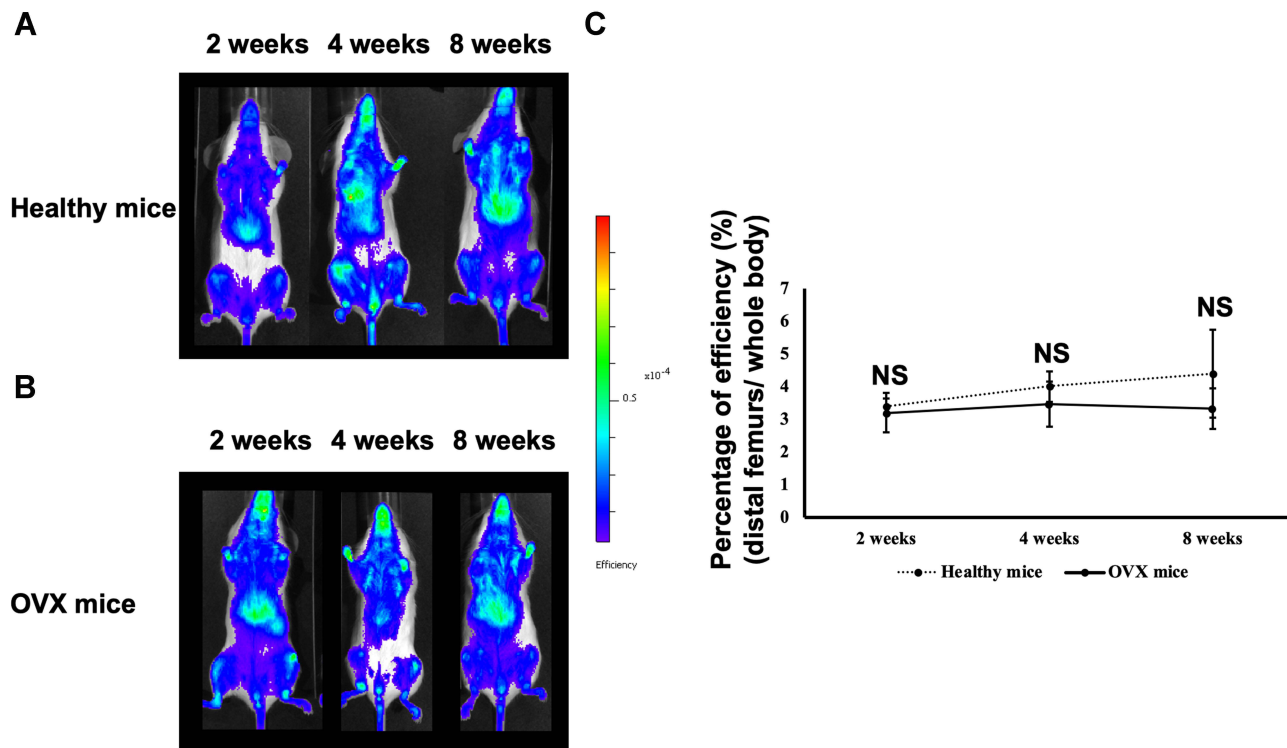 A
2 weeks 4 weeks 8 weeks
Healthy mice
B
2 weeks 4 weeks 8 weeks
OVX mice
x10⁻⁴
0.5
Efficiency
C
Percentage of efficiency (%)
(distal femurs/ whole body)
7
6
5
4
3
2
1
0
NS
NS
NS
2 weeks 4 weeks 8 weeks
Healthy mice OVX mice